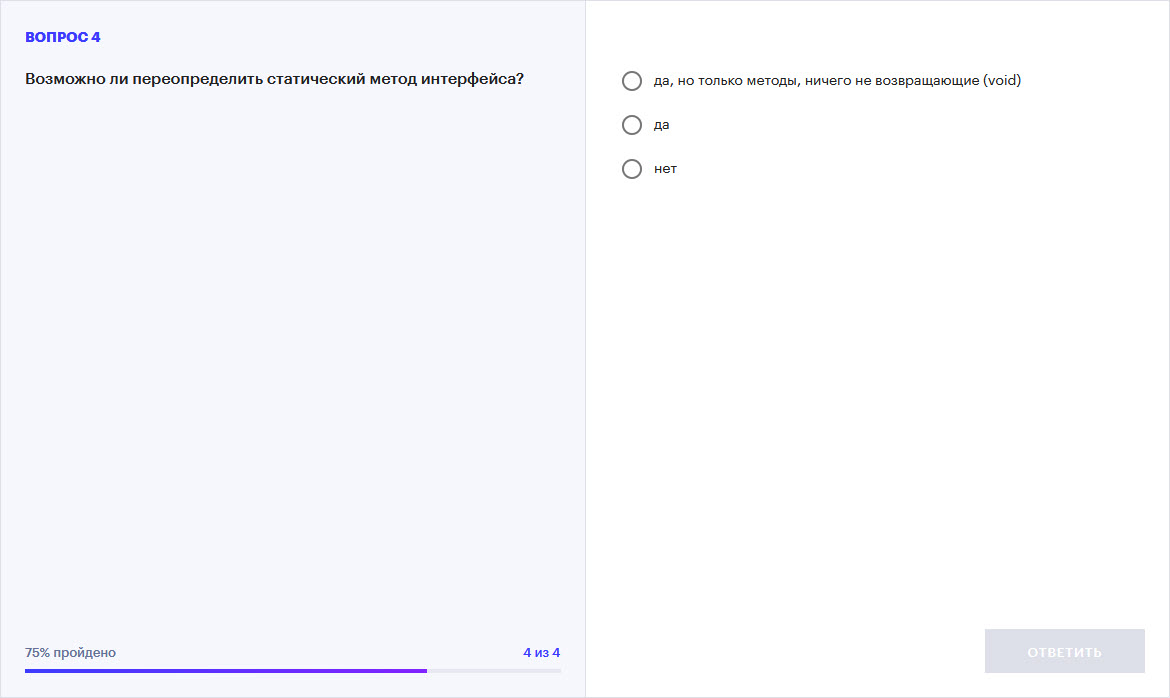 ВОПРОС 4
Возможно ли переопределить статический метод интерфейса?
да, но только методы, ничего не возвращающие (void)
да
нет
75% пройдено
4 из 4
ОТВЕТИТЬ